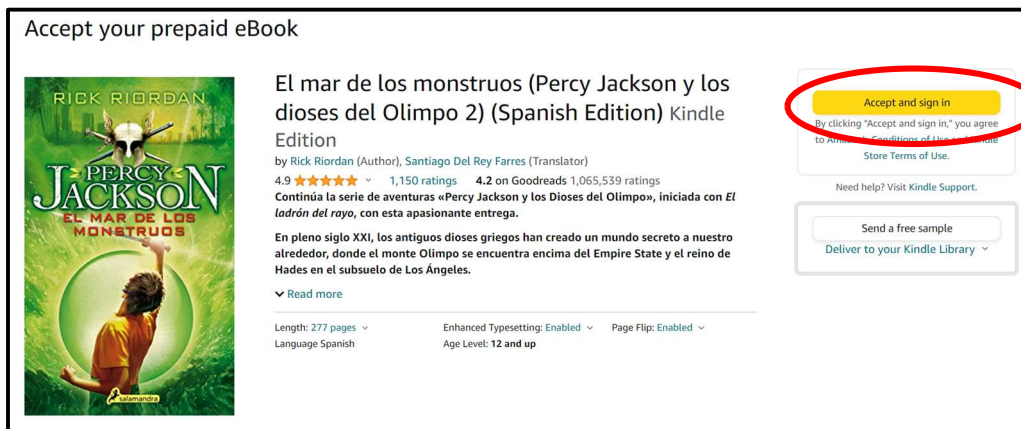 Accept your prepaid eBook
RICK RIORDAN
PERCY
JACKSON
EL MAR DE LOS
MONSTRUOS
salamandra
El mar de los monstruos (Percy Jackson y los
dioses del Olimpo 2) (Spanish Edition) Kindle
Edition
by Rick Riordan (Author), Santiago Del Rey Farres (Translator)
4.9 1,150 ratings 4.2 on Goodreads 1,065,539 ratings
Continúa la serie de aventuras «Percy Jackson y los Dioses del Olimpo», iniciada con El
ladrón del rayo, con esta apasionante entrega.
En pleno siglo XXI, los antiguos dioses griegos han creado un mundo secreto a nuestro
alrededor, donde el monte Olimpo se encuentra encima del Empire State y el reino de
Hades en el subsuelo de Los Ángeles.
Read more
Length: 277 pages Enhanced Typesetting: Enabled Page Flip: Enabled
Language Spanish Age Level: 12 and up
Accept and sign in
By clicking "Accept and sign in," you agree
to Amazon's Conditions of Use and Kindle
Store Terms of Use.
Need help? Visit Kindle Support.
Send a free sample
Deliver to your Kindle Library